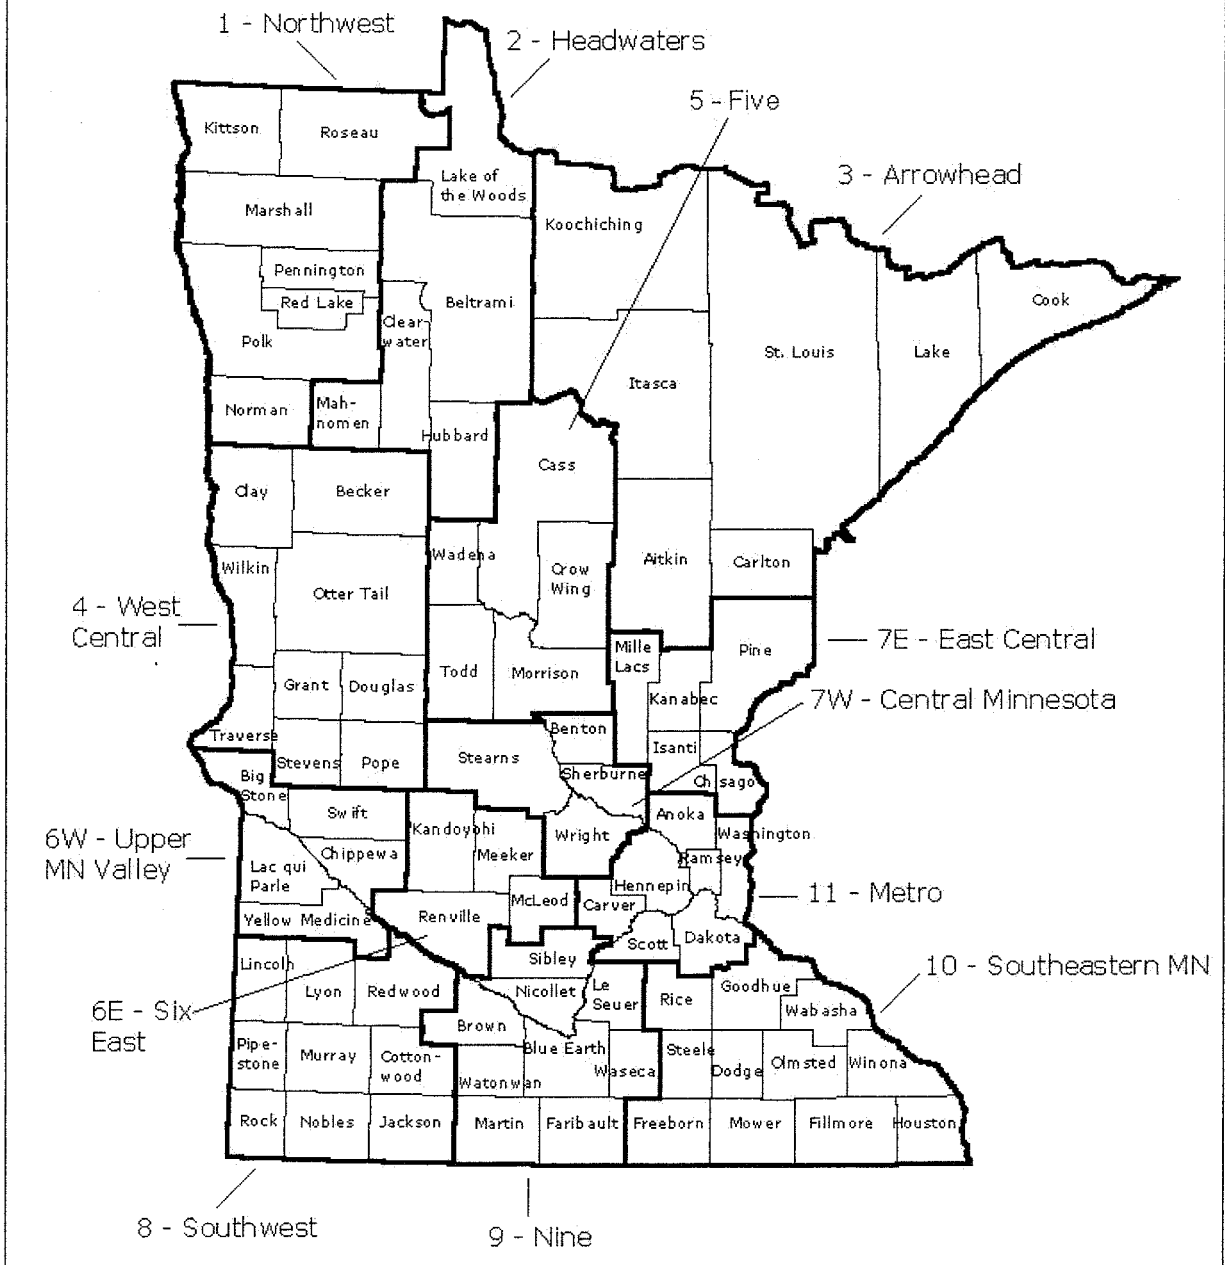 1 - Northwest
2 - Headwaters
5 - Five
3 - Arrowhead
Kittson
Roseau
Lake of
the Woods
Marshall
Koochiching
Pennington
Red Lake
Beltrami
Cook
Clear-
water
Polk
St. Louis
Lake
Itasca
Norman
Mah-
nomen
Hubbard
Cass
Clay
Becker
Wadena
Crow
Wing
Aitkin
Carlton
Wilkin
Otter Tail
4 - West
Central
7E - East Central
Mille
Lacs
Pine
Grant
Douglas
Todd
Morrison
Kanabec
7W - Central Minnesota
Traverse
Benton
Isanti
Stevens
Pope
Stearns
Sherburne
Chisago
Big
Stone
Swift
Kandoyohi
Wright
Anoka
Washington
6W - Upper
MN Valley
Chippewa
Meeker
Ramsey
Lac qui
Parle
Hennepin
11 - Metro
McLeod
Carver
Yellow Medicine
Renville
Scott
Dakota
Lincoln
Sibley
10 - Southeastern MN
Lyon
Redwood
Nicollet
Le
Seuer
Rice
Goodhue
Wabasha
6E - Six
East
Brown
Pipe-
stone
Murray
Cotton-
wood
Blue Earth
Steele
Olmsted
Winona
Watonwan
Waseca
Dodge
Rock
Nobles
Jackson
Martin
Faribault
Freeborn
Mower
Fillmore
Houston
8 - Southwest
9 - Nine